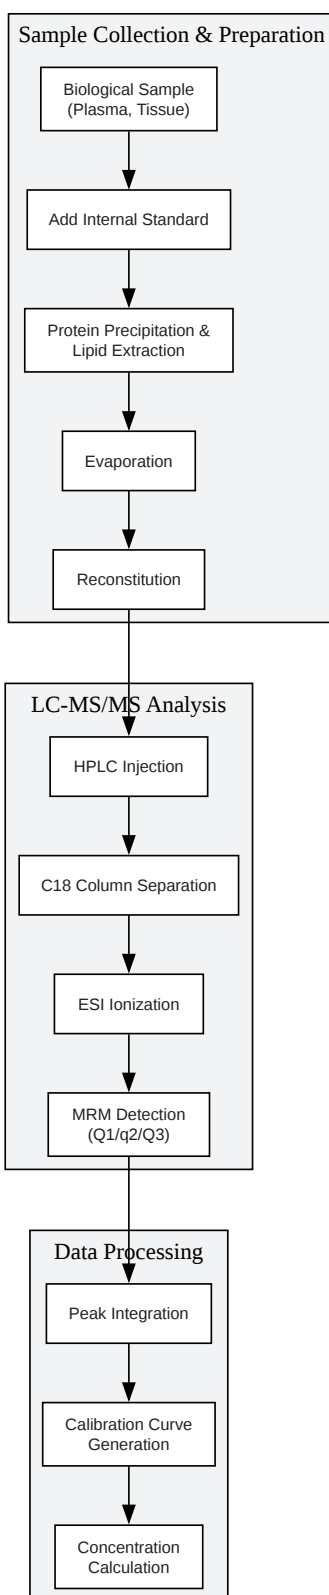 Sample Collection & Preparation
Biological Sample
(Plasma, Tissue)
Add Internal Standard
Protein Precipitation &
Lipid Extraction
Evaporation
Reconstitution
LC-MS/MS Analysis
HPLC Injection
C18 Column Separation
ESI Ionization
MRM Detection
(Q1/q2/Q3)
Data Processing
Peak Integration
Calibration Curve
Generation
Concentration
Calculation